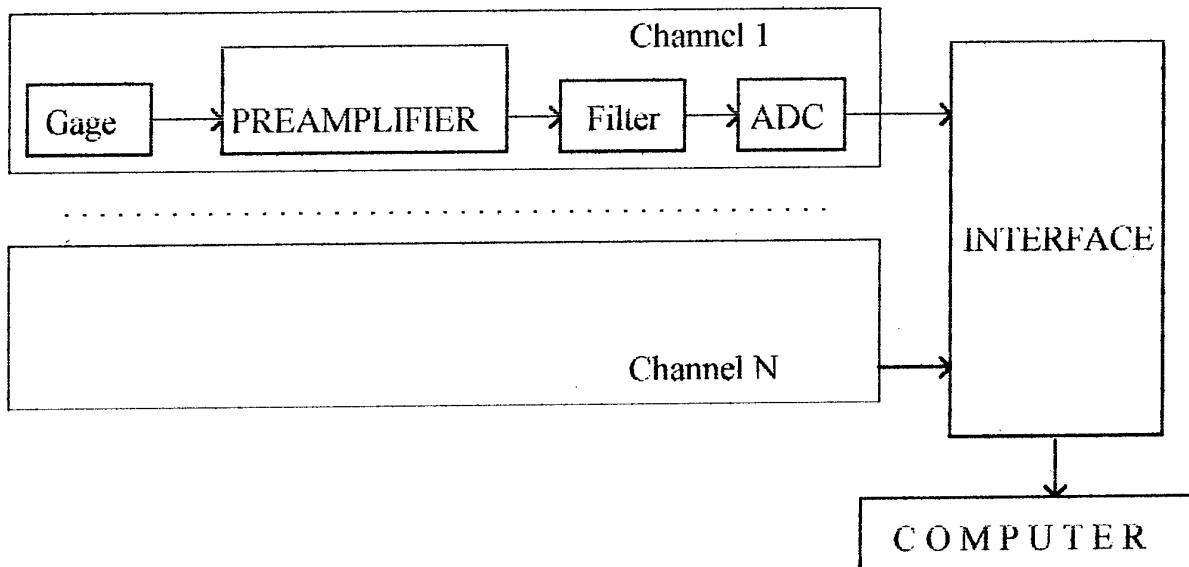 Channel 1
Gage PREAMPLIFIER Filter ADC
INTERFACE
Channel N
COMPUTER